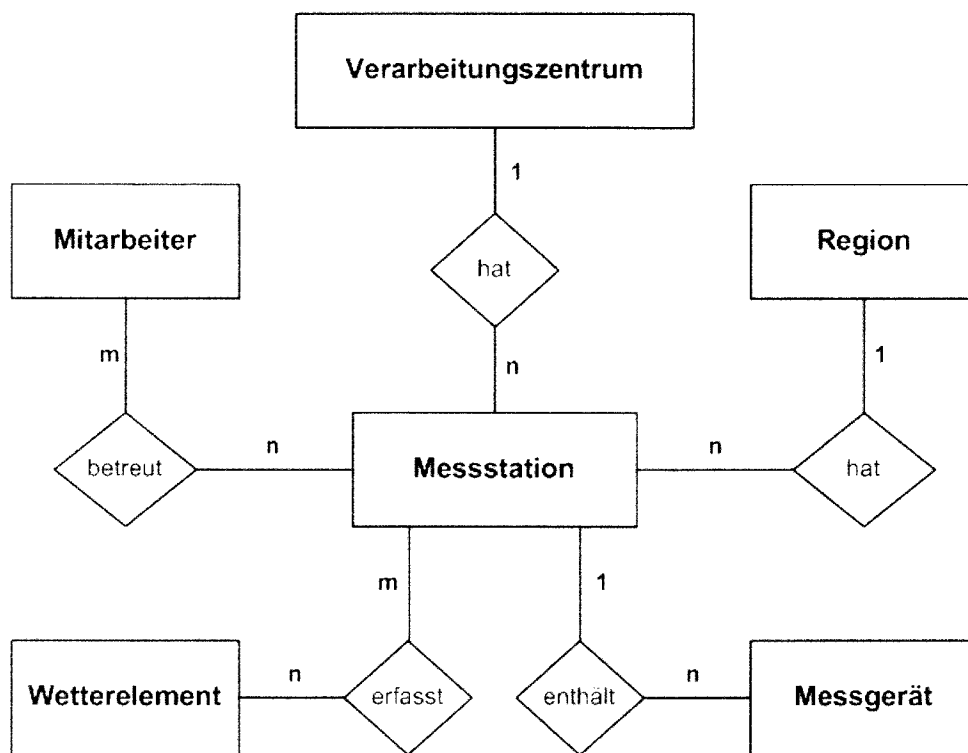 Verarbeitungszentrum
1
Mitarbeiter
Region
hat
m
1
n
betreut
n
Messstation
n
hat
m
1
Wetterelement
n
erfasst
enthält
n
Messgerät